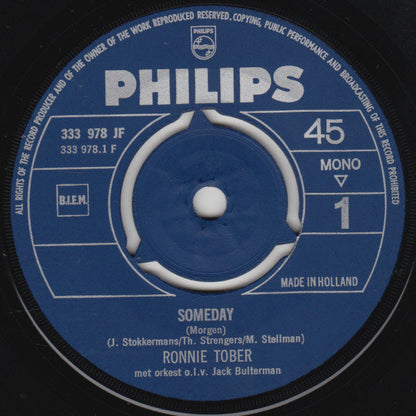 ALL RIGHTS OF THE RECORD PRODUCER AND OF THE OWNER OF THE WORK REPRODUCED RESERVED. COPYING, PUBLIC PERFORMANCE AND BROADCASTING OF THIS RECORD PROHIBITED
PHILIPS
PHILIPS
333 978 JF
333 978.1 F
45
MONO
B.I.E.M.
1
MADE IN HOLLAND
SOMEDAY
(Morgen)
(J. Stokkermans/Th. Strengers/M. Stellman)
RONNIE TOBER
met orkest o.l.v. Jack Bulterman